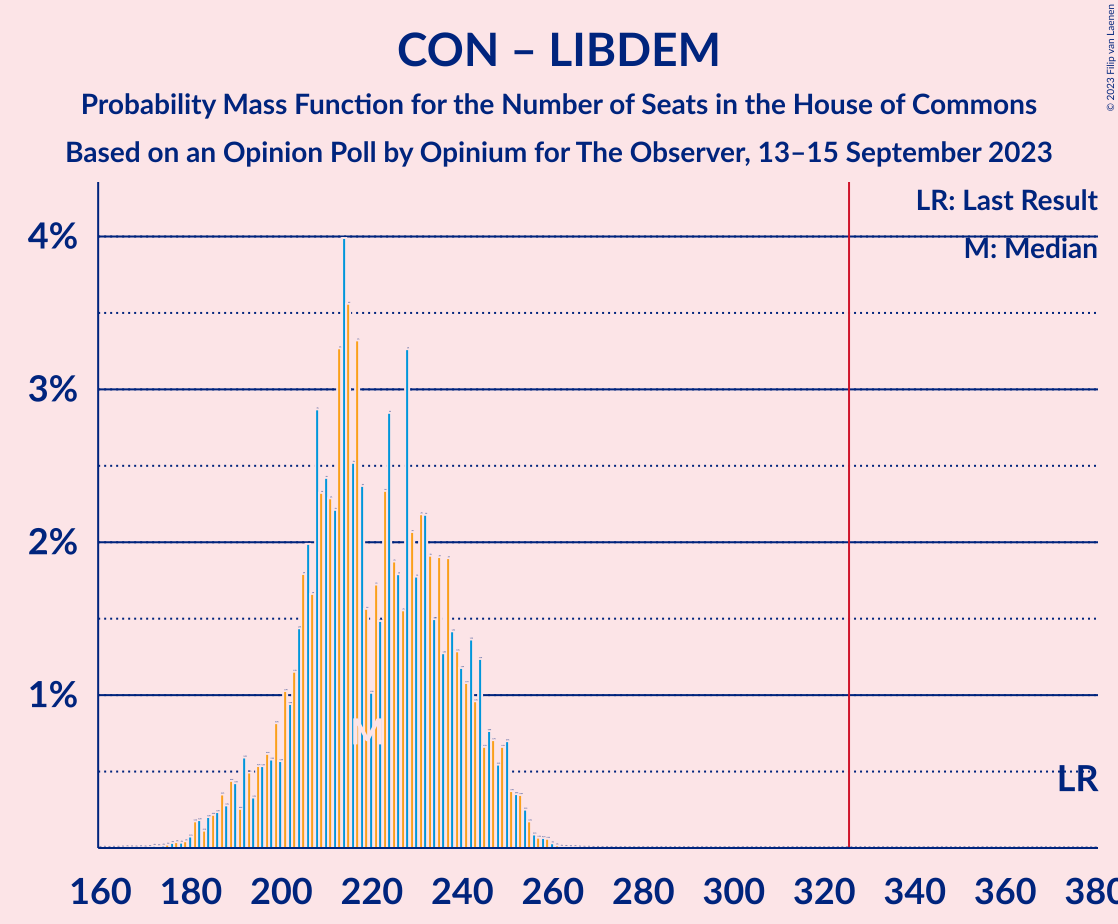 CON – LIBDEM
Probability Mass Function for the Number of Seats in the House of Commons
Based on an Opinion Poll by Opinium for The Observer, 13–15 September 2023
© 2023 Filip van Laenen
LR: Last Result
M: Median
4%
3%
2%
1%
M
LR
160 180 200 220 240 260 280 300 320 340 360 380